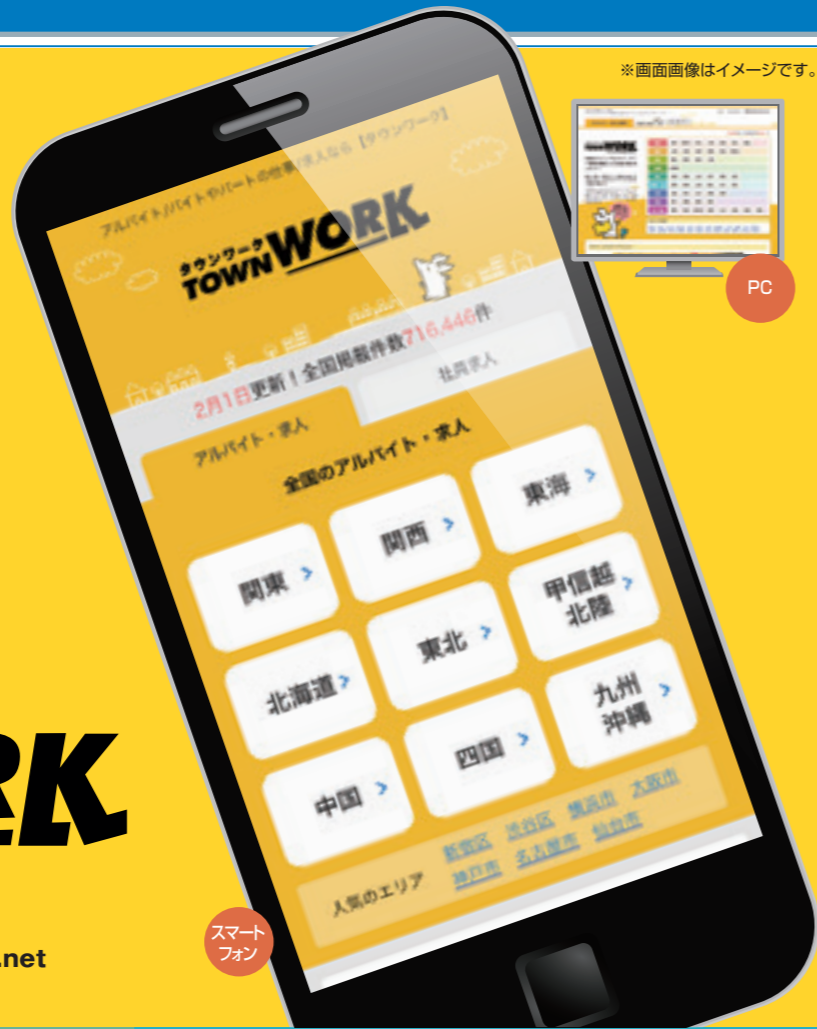 ※画面画像はイメージです。
PC
アルバイト/バイトやパートの仕事/求人なら【タウンワーク】
タウンワーク
TOWN WORK
2月1日更新！全国掲載件数716,446件
アルバイト・求人
社員求人
全国のアルバイト・求人
関東
関西
東海
北海道
東北
甲信越
北陸
中国
四国
九州
沖縄
人気のエリア
新宿区 渋谷区 横浜市 大阪市
神戸市 名古屋市 仙台市
RK
スマート
フォン
.net